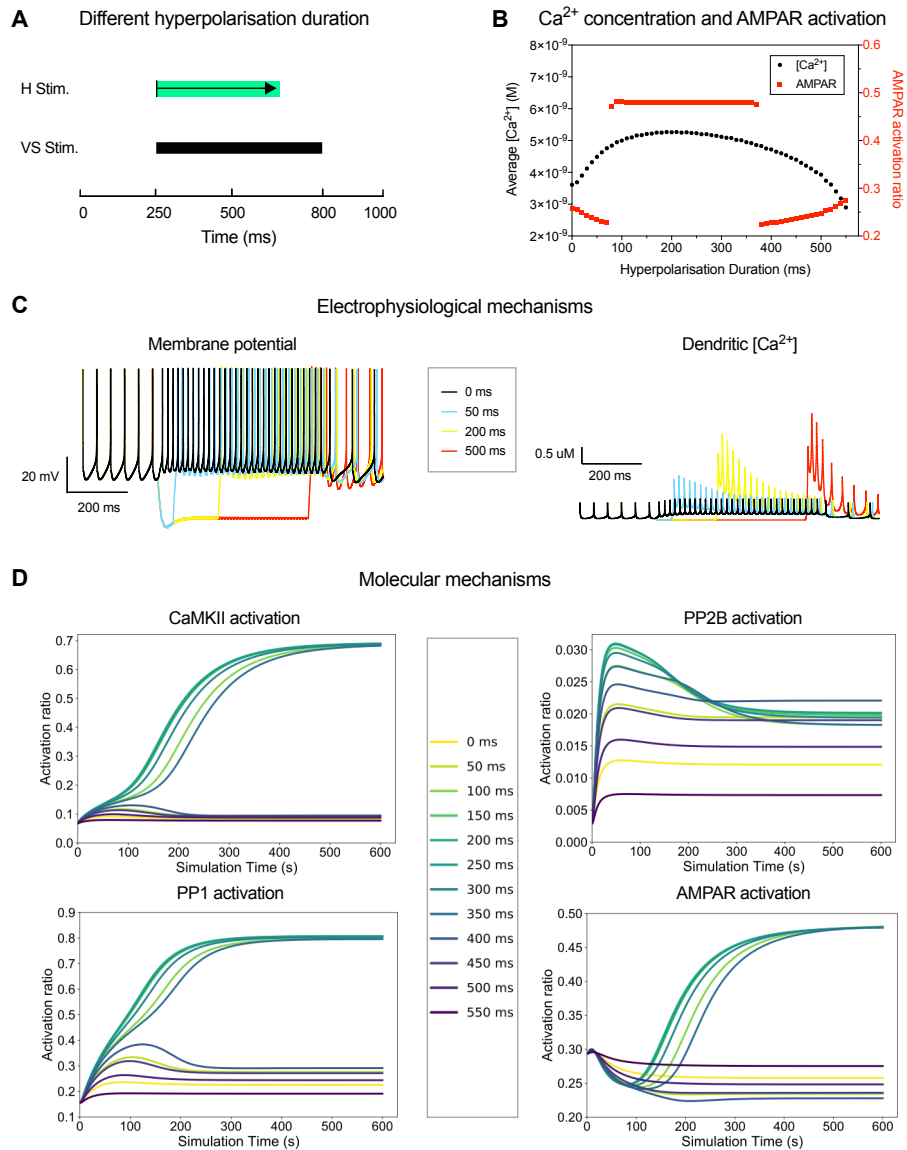 A
Different hyperpolarisation duration
H Stim.
VS Stim.
0 250 500 800 1000
Time (ms)
B
Ca2+ concentration and AMPAR activation
8×10-9
7×10-9
6×10-9
5×10-9
4×10-9
3×10-9
2×10-9
Average [Ca2+] (M)
[Ca2+]
AMPAR
0.6
0.5
0.4
0.3
0.2
AMPAR activation ratio
0 100 200 300 400 500
Hyperpolarisation Duration (ms)
C
Electrophysiological mechanisms
Membrane potential
20 mV
200 ms
0 ms
50 ms
200 ms
500 ms
Dendritic [Ca2+]
0.5 uM
200 ms
D
Molecular mechanisms
CaMKII activation
0.7
0.6
0.5
0.4
0.3
0.2
0.1
0.0
Activation ratio
0 100 200 300 400 500 600
Simulation Time (s)
PP2B activation
0.030
0.025
0.020
0.015
0.010
0.005
0.000
Activation ratio
0 100 200 300 400 500 600
Simulation Time (s)
0 ms
50 ms
100 ms
150 ms
200 ms
250 ms
300 ms
350 ms
400 ms
450 ms
500 ms
550 ms
PP1 activation
0.9
0.8
0.7
0.6
0.5
0.4
0.3
0.2
0.1
Activation ratio
0 100 200 300 400 500 600
Simulation Time (s)
AMPAR activation
0.50
0.45
0.40
0.35
0.30
0.25
0.20
Activation ratio
0 100 200 300 400 500 600
Simulation Time (s)